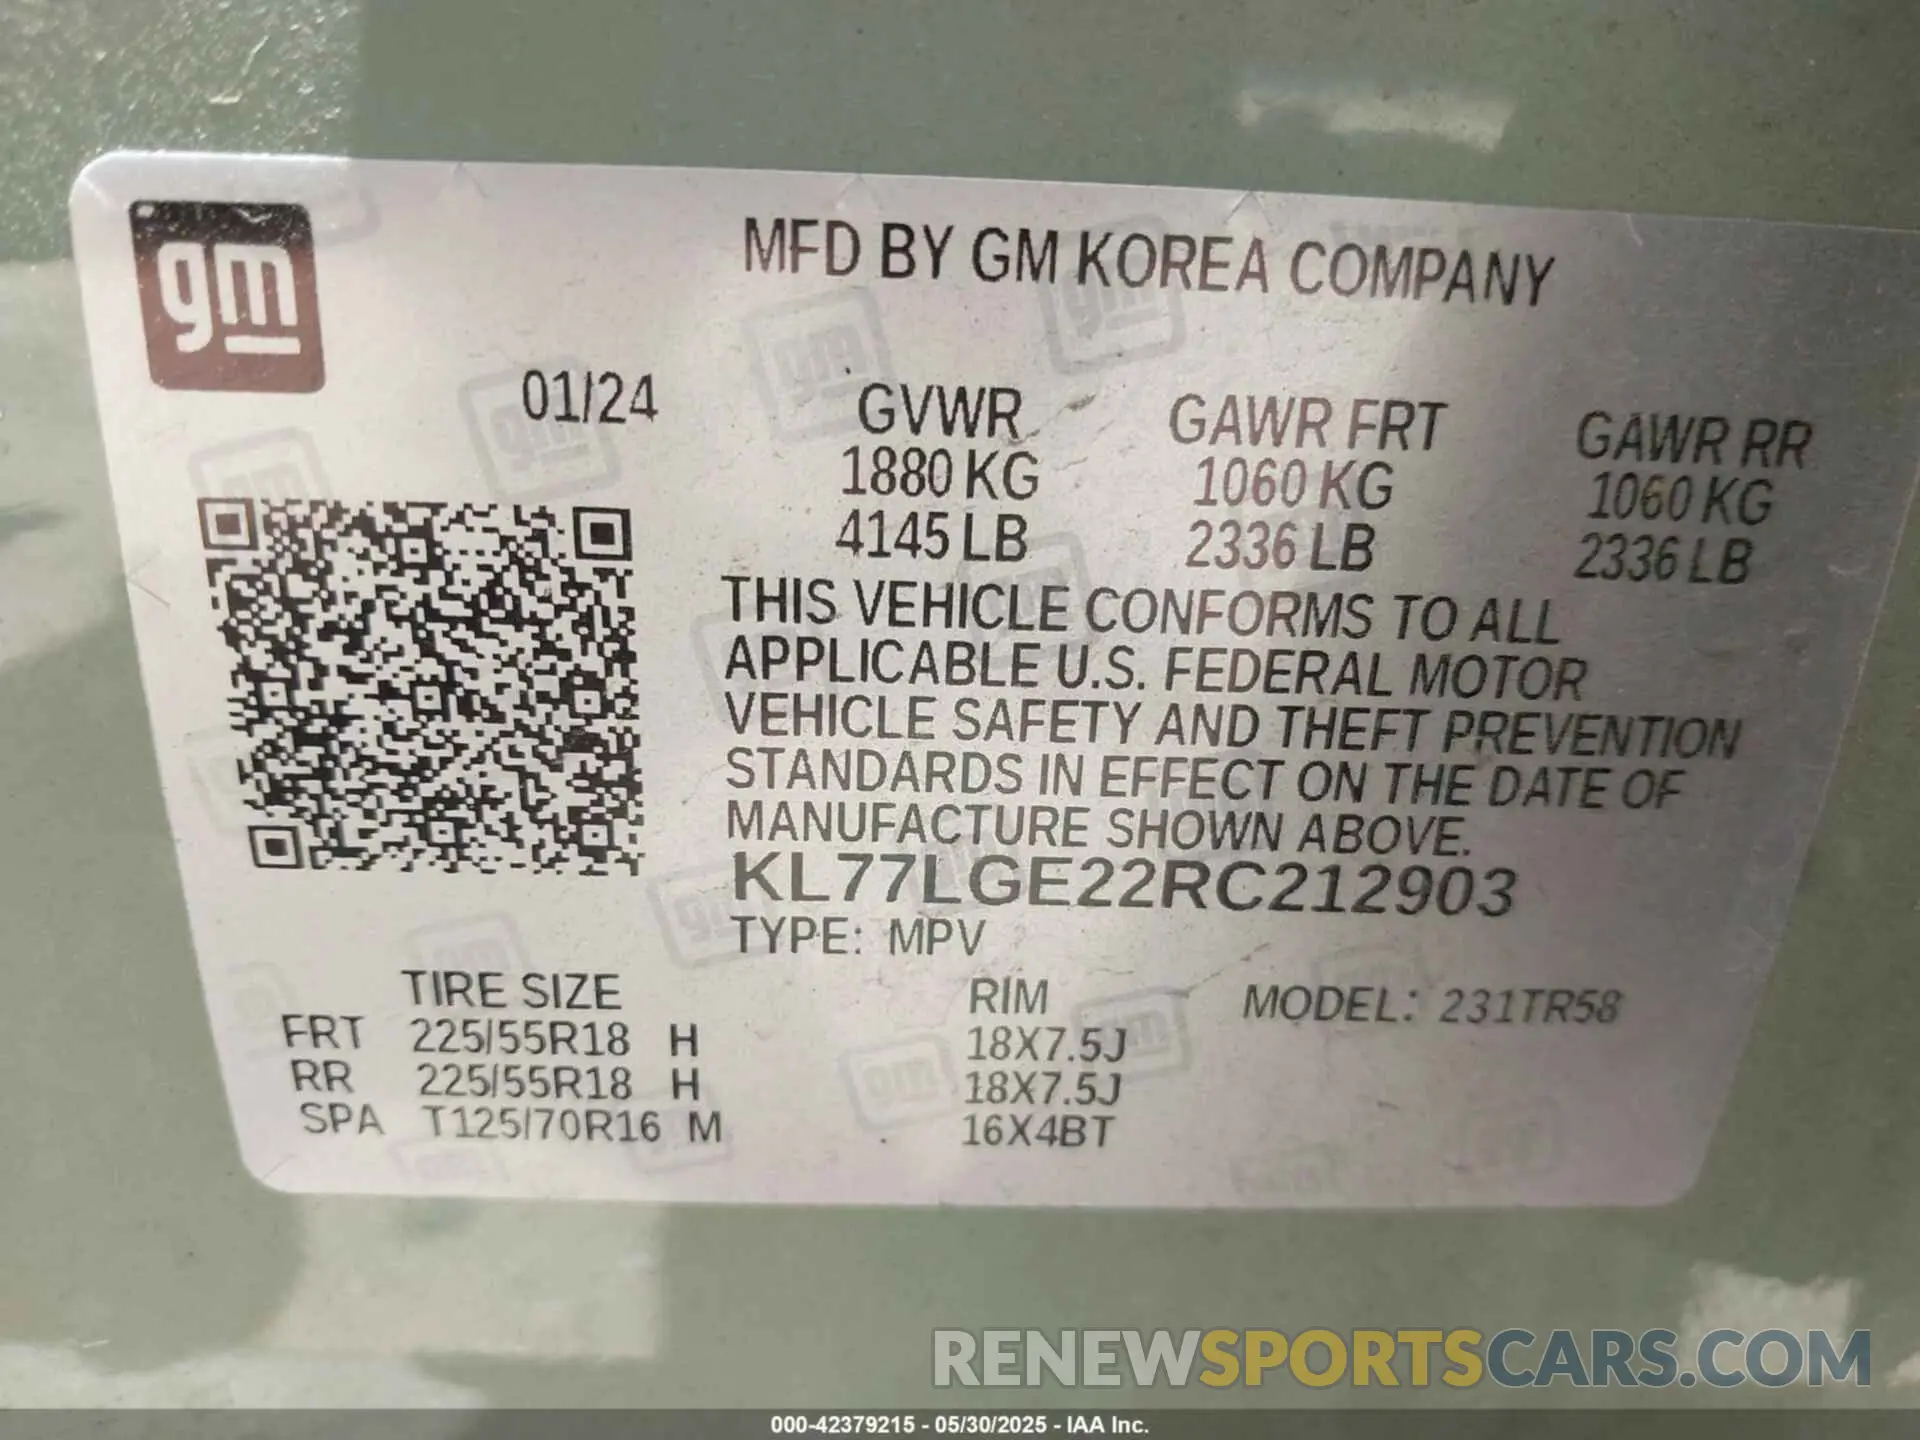 gm
MFD BY GM KOREA COMPANY
01/24
GVWR GAWR FRT GAWR RR
1880 KG 1060 KG 1060 KG
4145 LB 2336 LB 2336 LB
THIS VEHICLE CONFORMS TO ALL
APPLICABLE U.S. FEDERAL MOTOR
VEHICLE SAFETY AND THEFT PREVENTION
STANDARDS IN EFFECT ON THE DATE OF
MANUFACTURE SHOWN ABOVE.
KL77LGE22RC212903
TYPE: MPV
TIRE SIZE RIM MODEL: 231TR58
FRT 225/55R18 H 18X7.5J
RR 225/55R18 H 18X7.5J
SPA T125/70R16 M 16X4BT
RENEWSPORTSCARS.COM
000-42379215 - 05/30/2025 - IAA Inc.